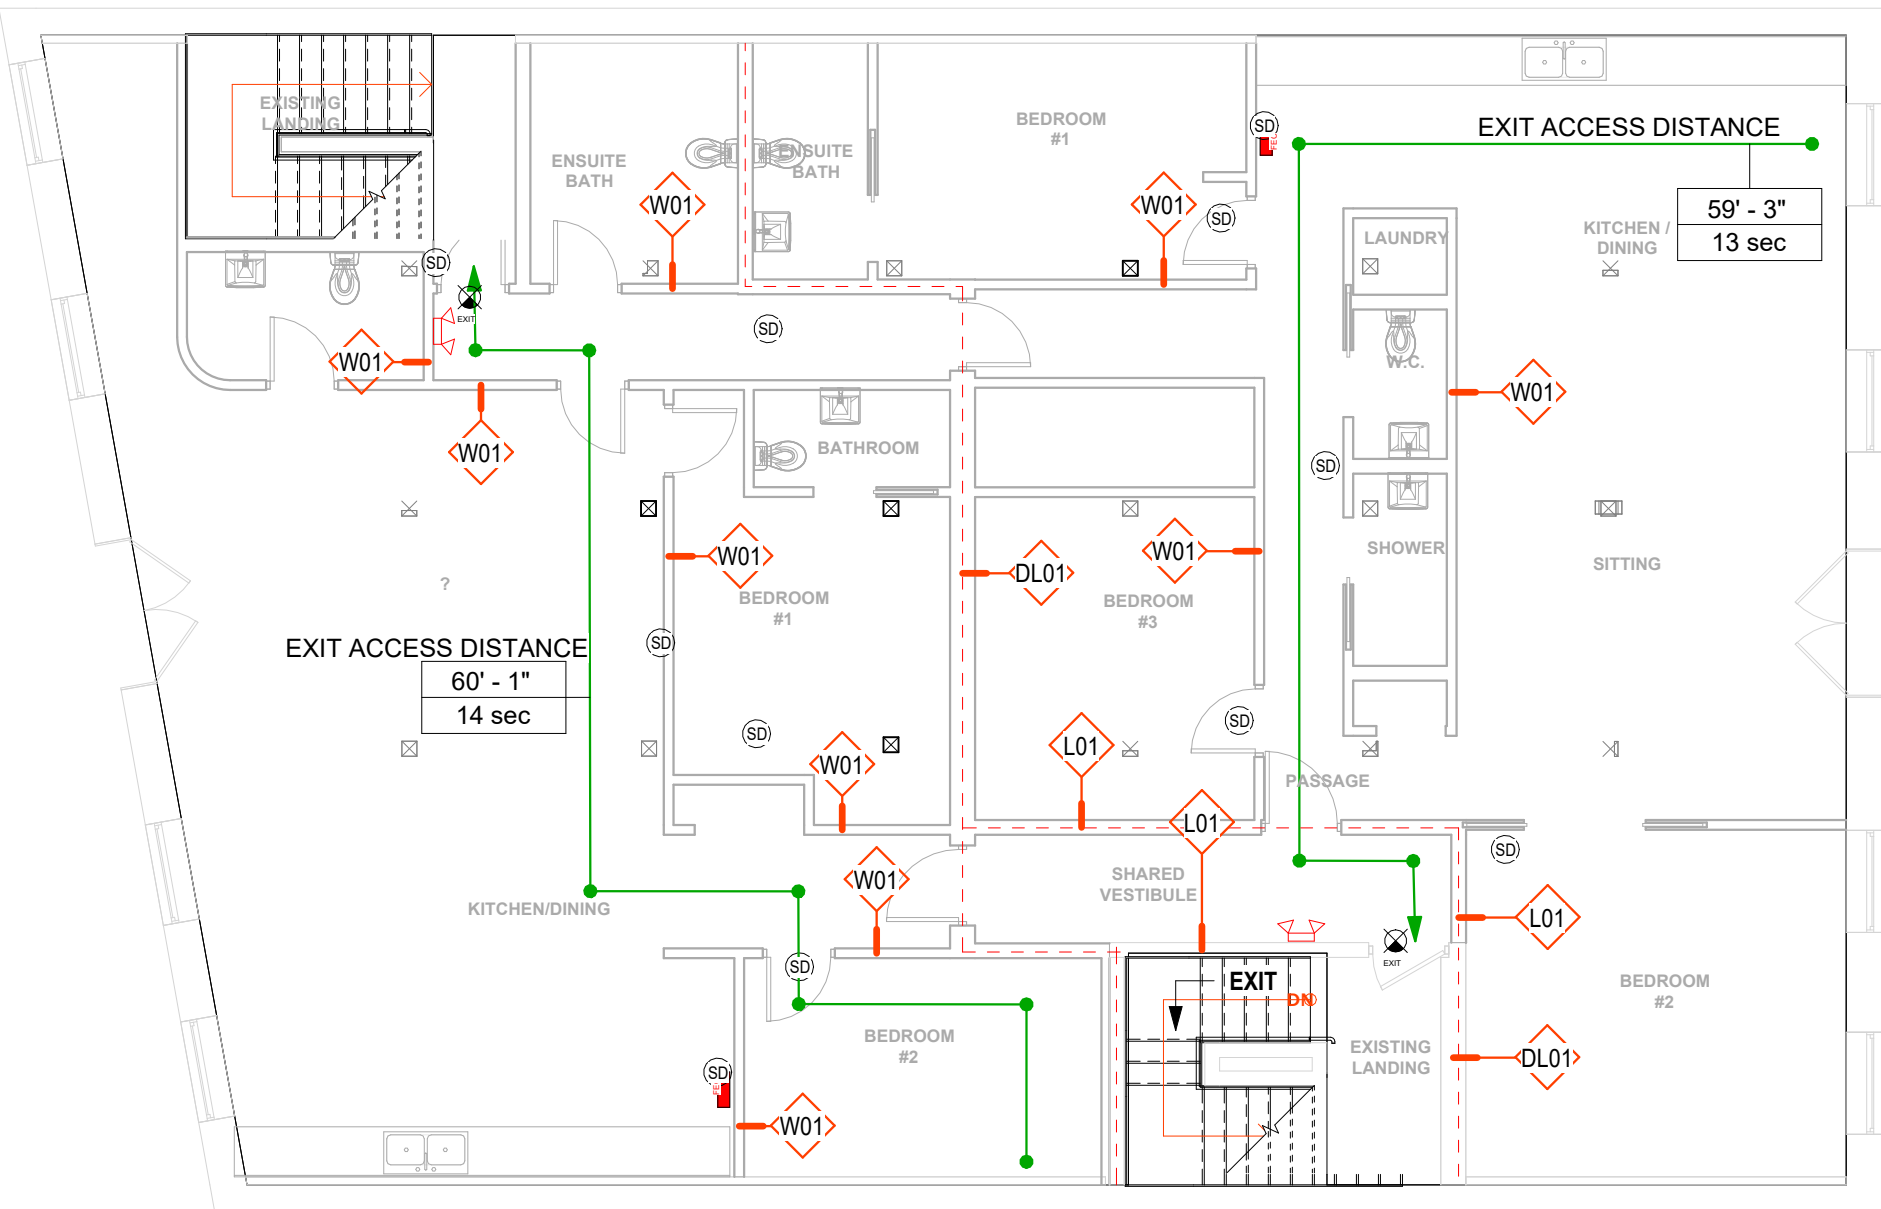 EXISTING
LANDING
ENSUITE
BATH
ENSUITE
BATH
BEDROOM
#1
SD
FEC
EXIT ACCESS DISTANCE
59' - 3"
13 sec
KITCHEN /
DINING
LAUNDRY
W01
W01
SD
SD
EXIT
SD
W01
W01
W.C.
W01
W01
BATHROOM
SD
W01
W01
SHOWER
SITTING
DL01
?
BEDROOM
#1
BEDROOM
#3
SD
EXIT ACCESS DISTANCE
60' - 1"
14 sec
SD
SD
L01
W01
PASSAGE
L01
SD
W01
SHARED
VESTIBULE
KITCHEN/DINING
L01
EXIT
SD
EXIT
DN
BEDROOM
#2
BEDROOM
#2
EXISTING
LANDING
DL01
SD
FEC
W01